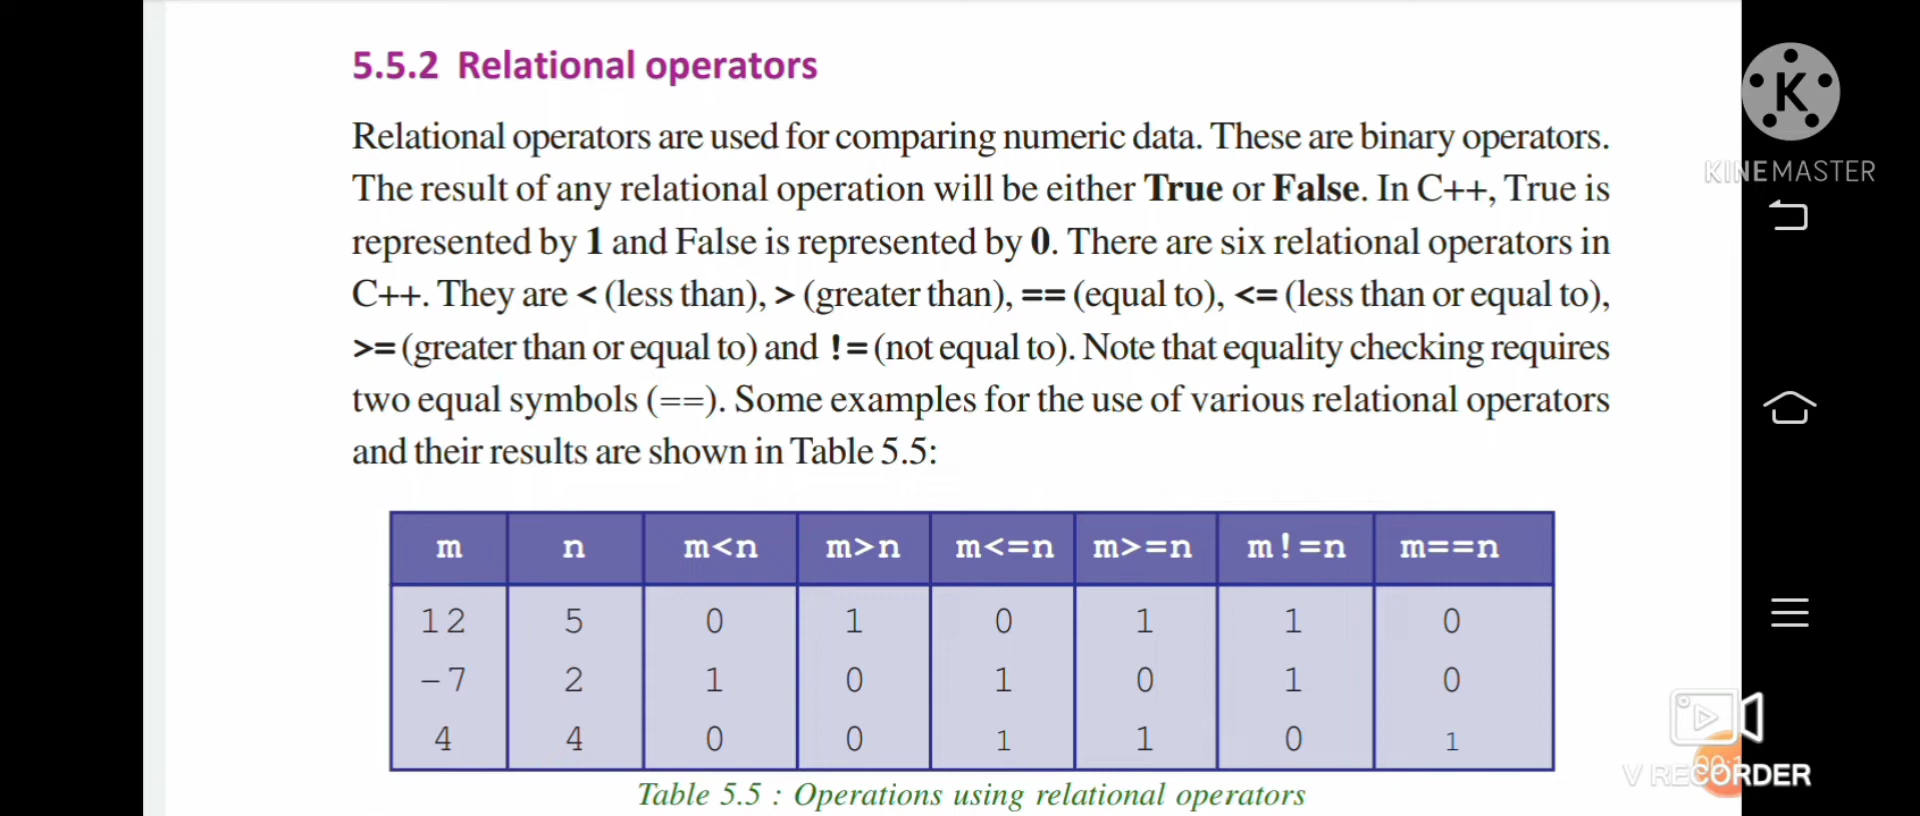 5.5.2 Relational operators
Relational operators are used for comparing numeric data. These are binary operators.
The result of any relational operation will be either True or False. In C++, True is
represented by 1 and False is represented by 0. There are six relational operators in
C++. They are < (less than), > (greater than), == (equal to), <= (less than or equal to),
>= (greater than or equal to) and != (not equal to). Note that equality checking requires
two equal symbols (==). Some examples for the use of various relational operators
and their results are shown in Table 5.5:
m n m<n m>n m<=n m>=n m!=n m==n
12 5 0 1 0 1 1 0
-7 2 1 0 1 0 1 0
4 4 0 0 1 1 0 1
Table 5.5 : Operations using relational operators
K
KINEMASTER
V RECORDER